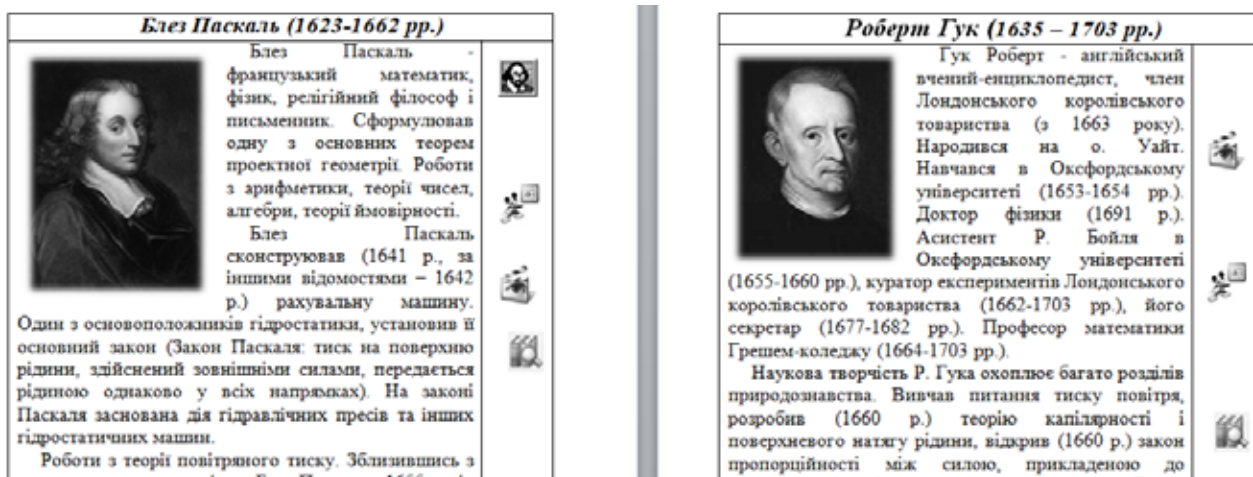 Блез Паскаль (1623-1662 рр.)
Блез Паскаль -
французький математик,
фізик, релігійний філософ і
письменник. Сформулював
одну з основних теорем
проектної геометрії. Роботи
з арифметики, теорії чисел,
алгебри, теорії ймовірності.
Блез Паскаль
сконструював (1641 р., за
іншими відомостями – 1642
р.) рахувальну машину.
Один з основоположників гідростатики, установив її
основний закон (Закон Паскаля: тиск на поверхню
рідини, здійснений зовнішніми силами, передається
рідиною однаково у всіх напрямках). На законі
Паскаля заснована дія гідравлічних пресів та інших
гідростатичних машин.
Роботи з теорії повітряного тиску. Зблизившись з
Роберт Гук (1635 – 1703 рр.)
Гук Роберт - англійський
вчений-енциклопедист, член
Лондонського королівського
товариства (з 1663 року).
Народився на о. Уайт.
Навчався в Оксфордському
університеті (1653-1654 рр.).
Доктор фізики (1691 р.).
Асистент Р. Бойля в
Оксфордському університеті
(1655-1660 рр.), куратор експериментів Лондонського
королівського товариства (1662-1703 рр.), його
секретар (1677-1682 рр.). Професор математики
Грешем-коледжу (1664-1703 рр.).
Наукова творчість Р. Гука охоплює багато розділів
природознавства. Вивчав питання тиску повітря,
розробив (1660 р.) теорію капілярності і
поверхневого натягу рідини, відкрив (1660 р.) закон
пропорційності між силою, прикладеною до